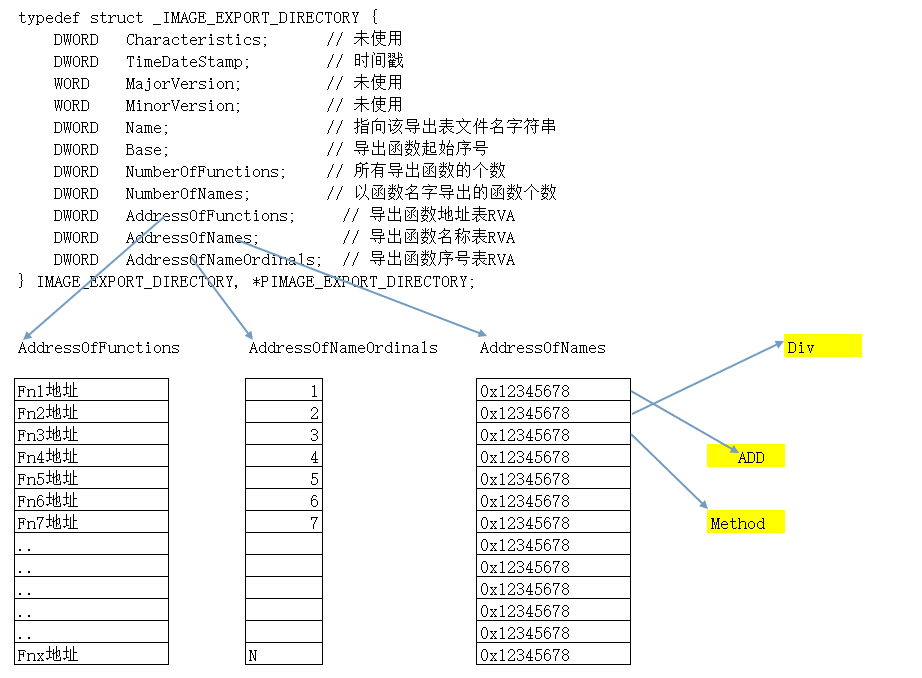 typedef struct _IMAGE_EXPORT_DIRECTORY {
DWORD Characteristics; // 未使用
DWORD TimeDateStamp; // 时间戳
WORD MajorVersion; // 未使用
WORD MinorVersion; // 未使用
DWORD Name; // 指向该导出表文件名字符串
DWORD Base; // 导出函数起始序号
DWORD NumberOfFunctions; // 所有导出函数的个数
DWORD NumberOfNames; // 以函数名字导出的函数个数
DWORD AddressOfFunctions; // 导出函数地址表RVA
DWORD AddressOfNames; // 导出函数名称表RVA
DWORD AddressOfNameOrdinals; // 导出函数序号表RVA
} IMAGE_EXPORT_DIRECTORY, *PIMAGE_EXPORT_DIRECTORY;
AddressOfFunctions AddressOfNameOrdinals AddressOfNames Div
Fn1地址 1 0x12345678
Fn2地址 2 0x12345678
Fn3地址 3 0x12345678
Fn4地址 4 0x12345678 ADD
Fn5地址 5 0x12345678
Fn6地址 6 0x12345678
Fn7地址 7 0x12345678 Method
.. 0x12345678
.. 0x12345678
.. 0x12345678
.. 0x12345678
.. 0x12345678
Fnx地址 N 0x12345678